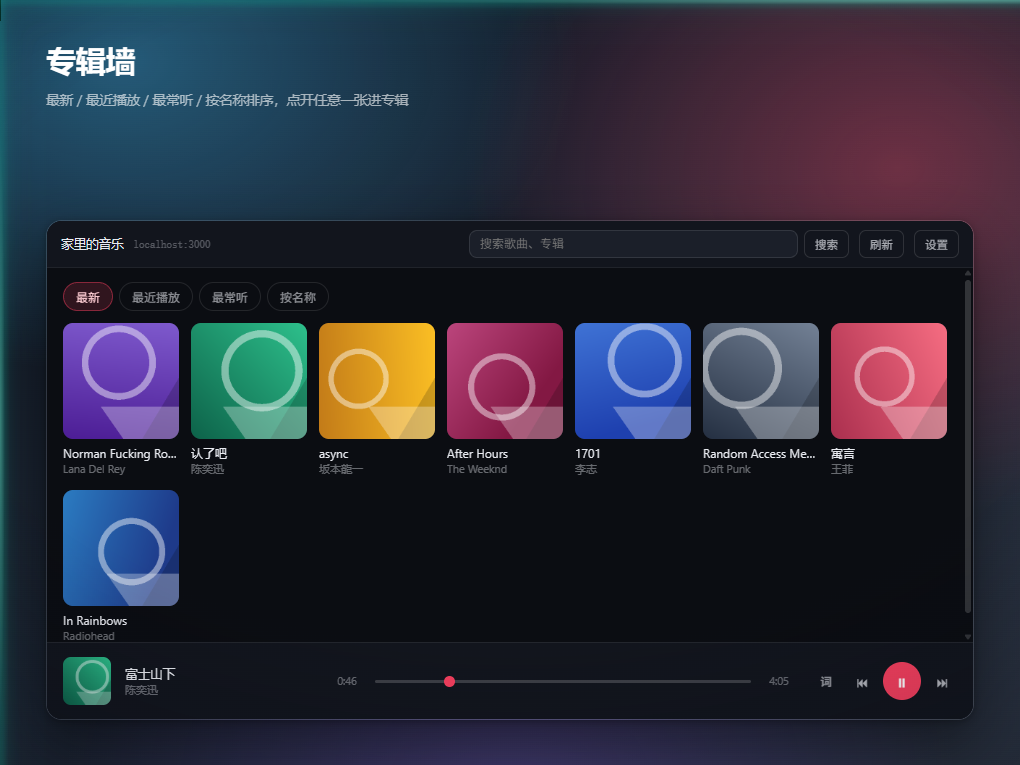 专辑墙
最新 / 最近播放 / 最常听 / 按名称排序，点开任意一张进专辑
家里的音乐 localhost:3000 搜索歌曲、专辑 搜索 刷新 设置
最新 最近播放 最常听 按名称
Norman Fucking Ro... 认了吧 async After Hours 1701 Random Access Me... 寓言
Lana Del Rey 陈奕迅 坂本龍一 The Weeknd 李志 Daft Punk 王菲
In Rainbows
Radiohead
富士山下
陈奕迅
0:46 4:05 词